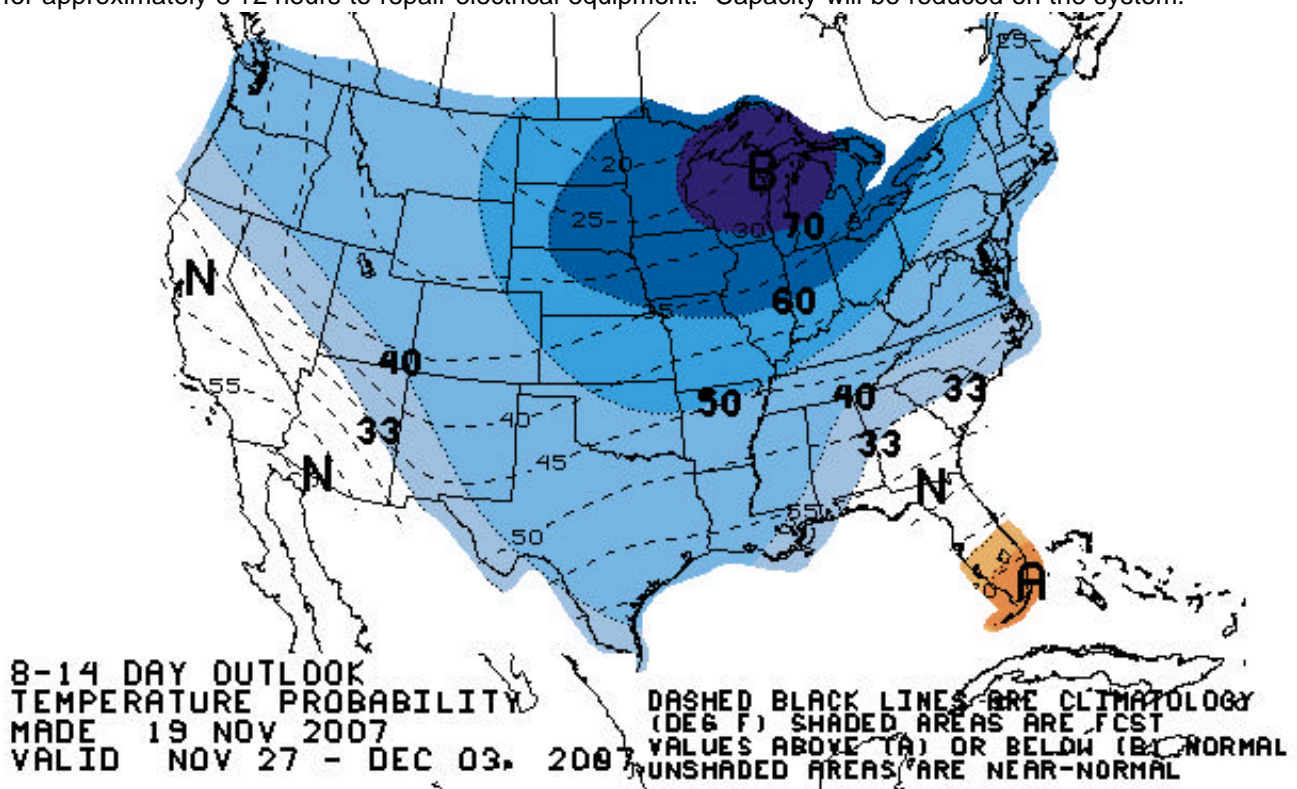 for approximately 8-12 hours to repair electrical equipment. Capacity will be reduced on the system.
25
20
B
25
30
70
N
60
35
40
55
50
40
33
40
33
33
45
N
N
55
50
A
8-14 DAY OUTLOOK
TEMPERATURE PROBABILITY
MADE 19 NOV 2007
VALID NOV 27 - DEC 03, 2007
DASHED BLACK LINES ARE CLIMATOLOGY
(DEG F) SHADED AREAS ARE FCST
VALUES ABOVE (A) OR BELOW (B) NORMAL
UNSHADED AREAS ARE NEAR-NORMAL